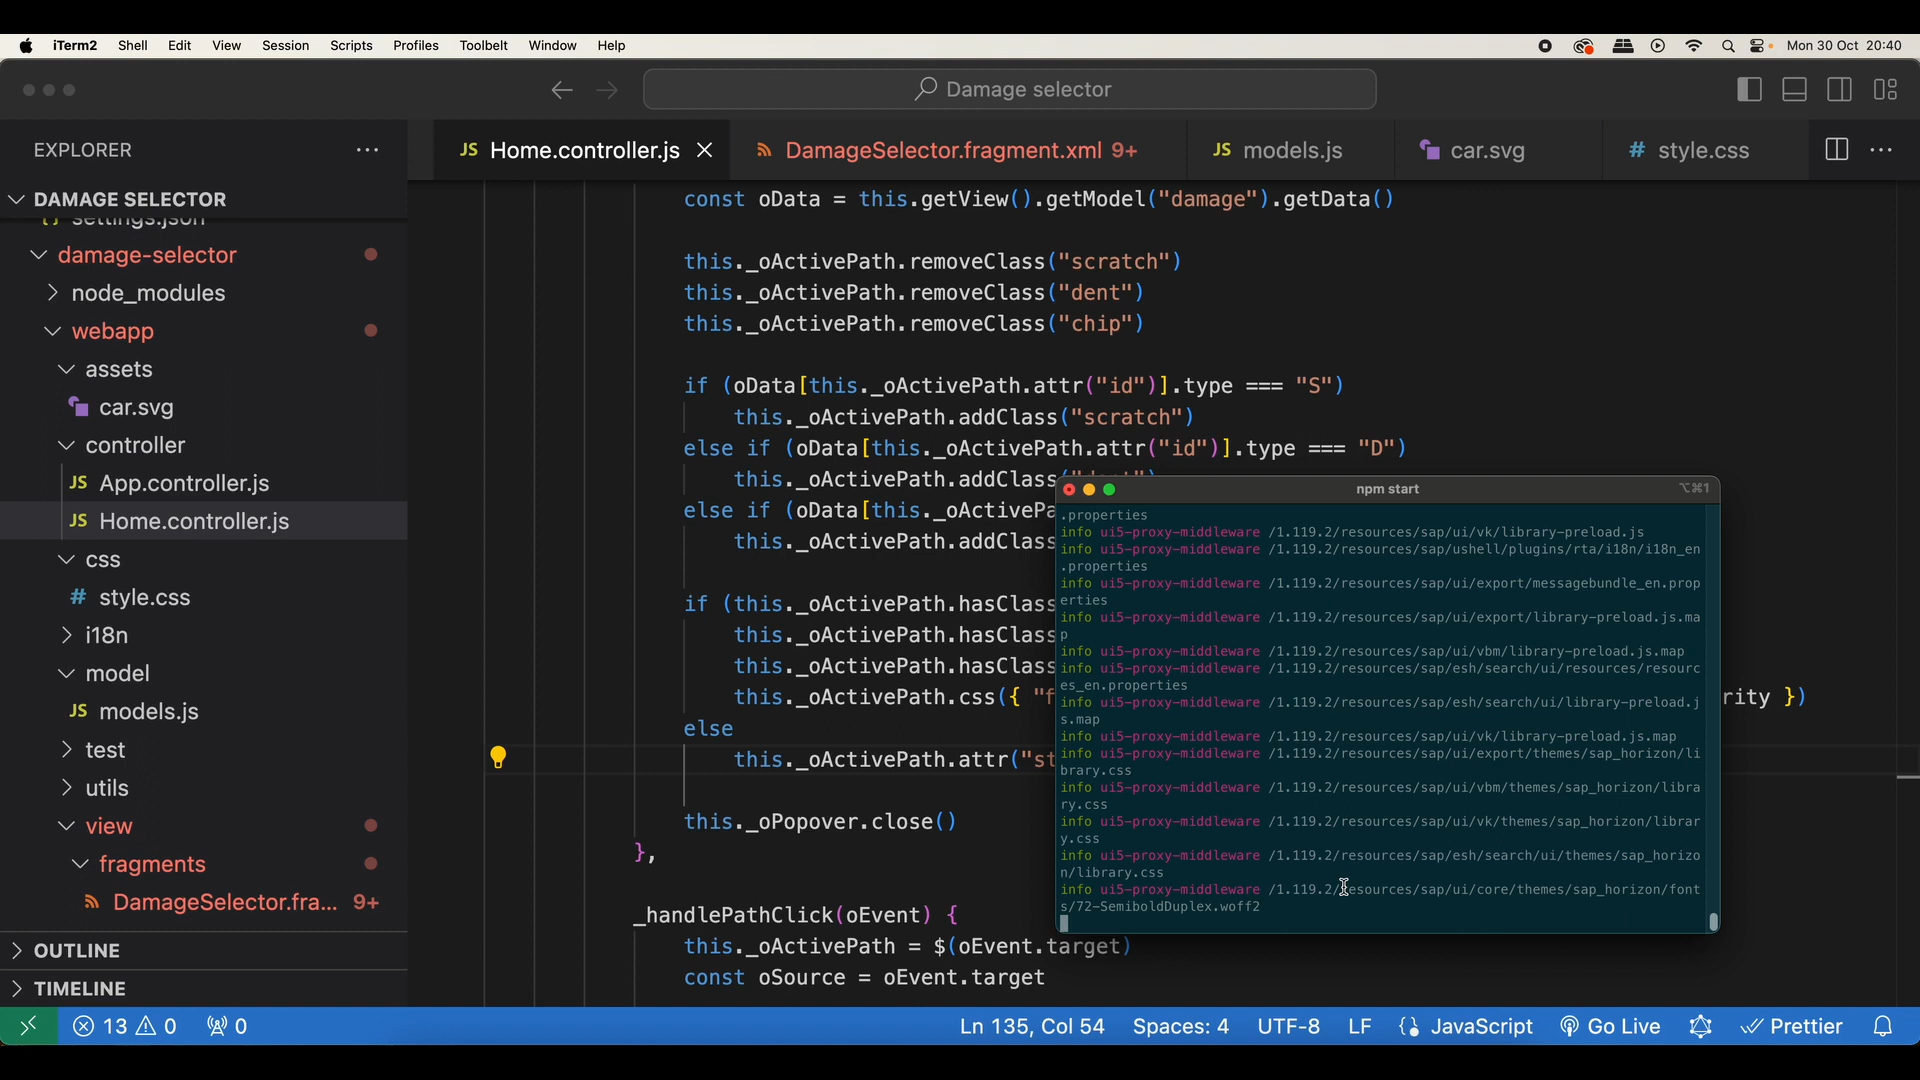 iTerm2 Shell Edit View Session Scripts Profiles Toolbelt Window Help Mon 30 Oct 20:40
Damage selector
EXPLORER
DAMAGE SELECTOR
settings.json
damage-selector
node_modules
webapp
assets
car.svg
controller
JS App.controller.js
JS Home.controller.js
css
# style.css
i18n
model
JS models.js
test
utils
view
fragments
DamageSelector.fra... 9+
OUTLINE
TIMELINE
JS Home.controller.js DamageSelector.fragment.xml 9+ JS models.js car.svg # style.css
const oData = this.getView().getModel("damage").getData()
this._oActivePath.removeClass("scratch")
this._oActivePath.removeClass("dent")
this._oActivePath.removeClass("chip")
if (oData[this._oActivePath.attr("id")].type === "S")
this._oActivePath.addClass("scratch")
else if (oData[this._oActivePath.attr("id")].type === "D")
this._oActivePath.addClass("dent")
else if (oData[this._oActivePa
this._oActivePath.addClass
if (this._oActivePath.hasClass
this._oActivePath.hasClass
this._oActivePath.hasClass
this._oActivePath.css({ "f rity })
else
this._oActivePath.attr("st
this._oPopover.close()
},
_handlePathClick(oEvent) {
this._oActivePath = $(oEvent.target)
const oSource = oEvent.target
npm start ⌥⌘1
.properties
info ui5-proxy-middleware /1.119.2/resources/sap/ui/vk/library-preload.js
info ui5-proxy-middleware /1.119.2/resources/sap/ushell/plugins/rta/i18n/i18n_en
.properties
info ui5-proxy-middleware /1.119.2/resources/sap/ui/export/messagebundle_en.prop
erties
info ui5-proxy-middleware /1.119.2/resources/sap/ui/export/library-preload.js.ma
p
info ui5-proxy-middleware /1.119.2/resources/sap/ui/vbm/library-preload.js.map
info ui5-proxy-middleware /1.119.2/resources/sap/esh/search/ui/resources/resourc
es_en.properties
info ui5-proxy-middleware /1.119.2/resources/sap/esh/search/ui/library-preload.j
s.map
info ui5-proxy-middleware /1.119.2/resources/sap/ui/vk/library-preload.js.map
info ui5-proxy-middleware /1.119.2/resources/sap/ui/export/themes/sap_horizon/li
brary.css
info ui5-proxy-middleware /1.119.2/resources/sap/ui/vbm/themes/sap_horizon/libra
ry.css
info ui5-proxy-middleware /1.119.2/resources/sap/ui/vk/themes/sap_horizon/librar
y.css
info ui5-proxy-middleware /1.119.2/resources/sap/esh/search/ui/themes/sap_horizo
n/library.css
info ui5-proxy-middleware /1.119.2/resources/sap/ui/core/themes/sap_horizon/font
s/72-SemiboldDuplex.woff2
13 0 0 Ln 135, Col 54 Spaces: 4 UTF-8 LF JavaScript Go Live Prettier